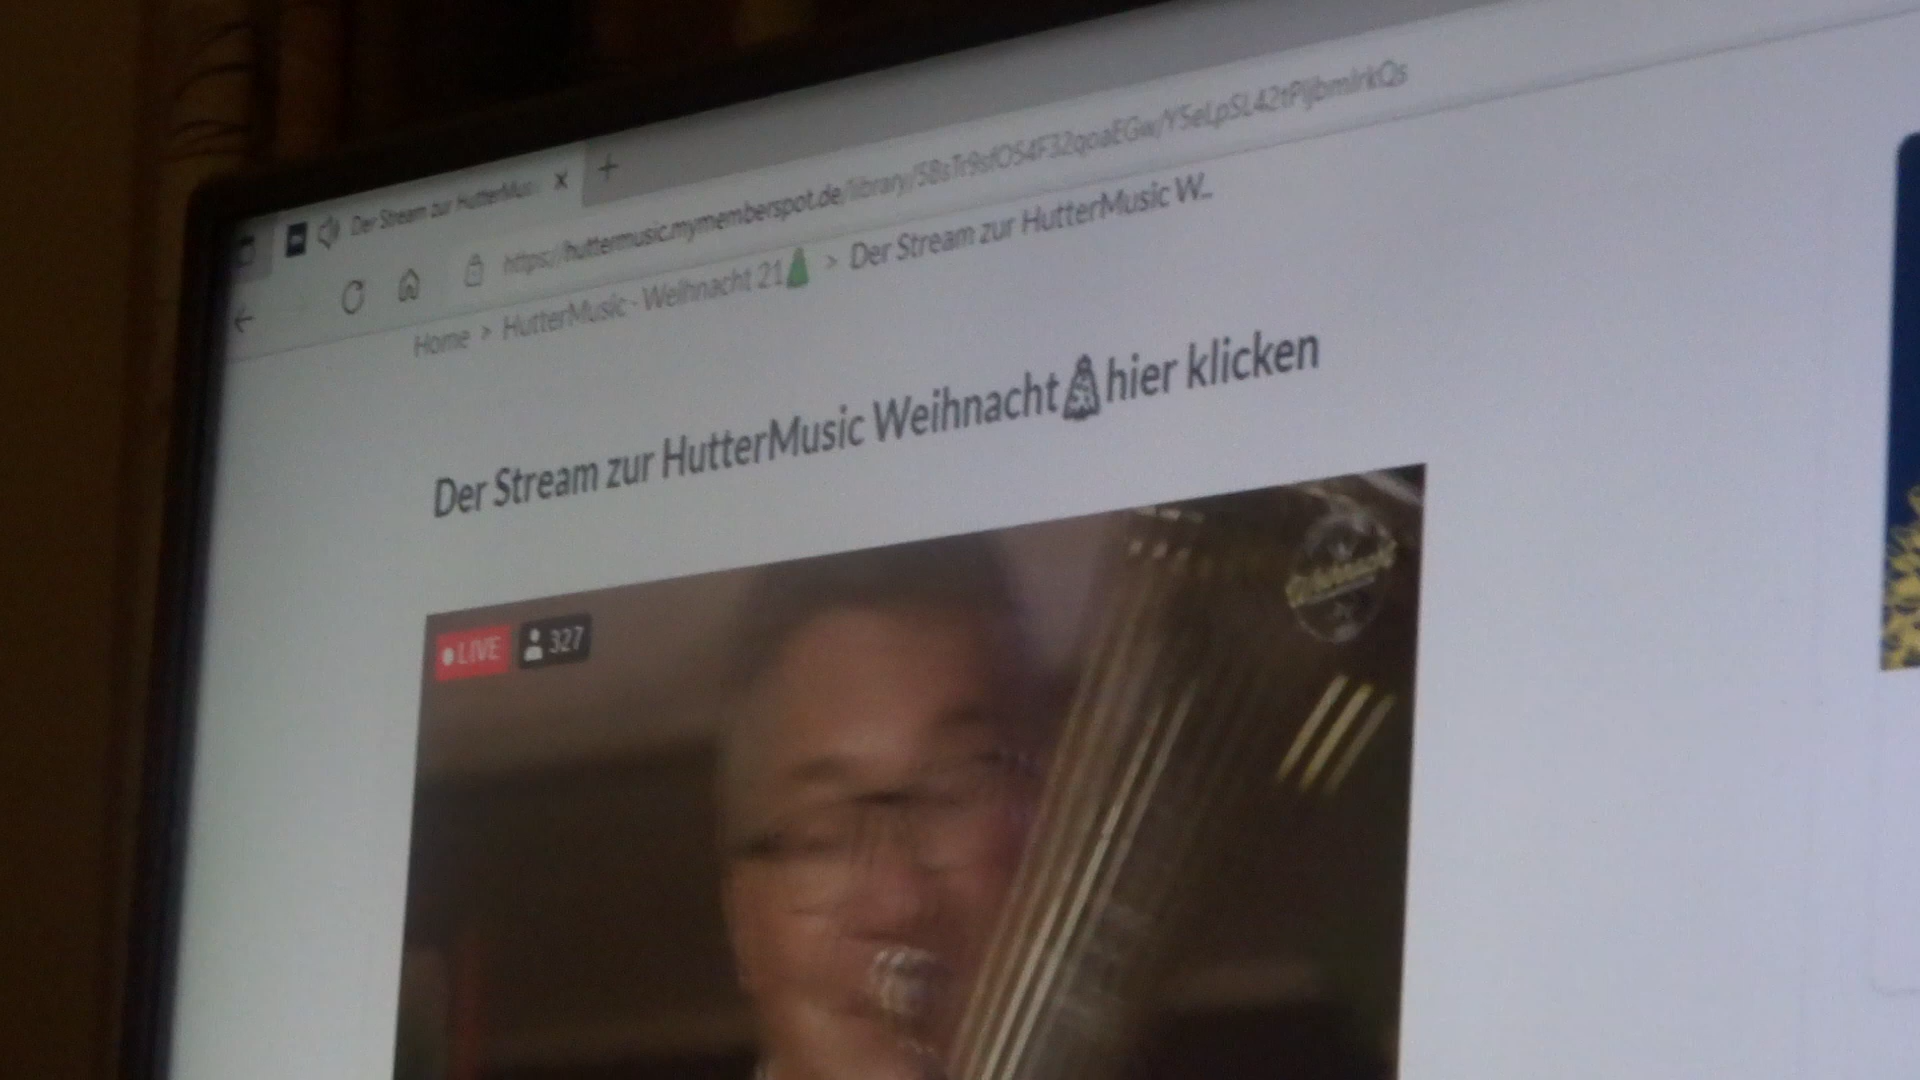 Der Stream zur HutterMus
https://huttermusic.mymemberspot.de/library/
Home > HutterMusic - Weihnacht 21🎄 > Der Stream zur HutterMusic W...
Der Stream zur HutterMusic Weihnacht🎄hier klicken
LIVE 327